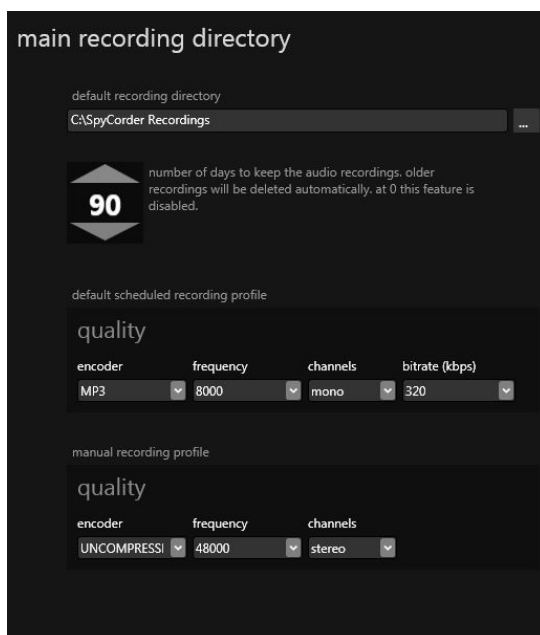 main recording directory
default recording directory
C:\SpyCorder Recordings
...
number of days to keep the audio recordings. older
recordings will be deleted automatically. at 0 this feature is
disabled.
90
default scheduled recording profile
quality
encoder frequency channels bitrate (kbps)
MP3 8000 mono 320
manual recording profile
quality
encoder frequency channels
UNCOMPRESSI 48000 stereo